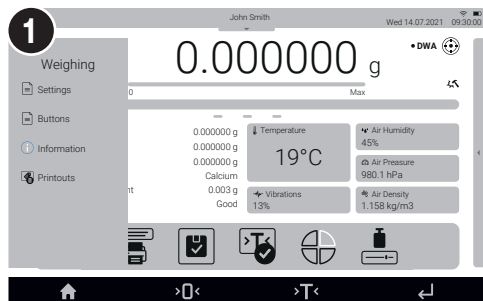 1
John Smith
Wed 14.07.2021 09:30:00
Weighing
Settings
Buttons
Information
Printouts
0.000000 g
• DWA
0
Max
0.000000 g
0.000000 g
0.000000 g
Calcium
nt 0.003 g
Good
Temperature
19°C
Vibrations
13%
Air Humidity
45%
Air Preasure
980.1 hPa
Air Density
1.158 kg/m3
>T<
>0<
>T<